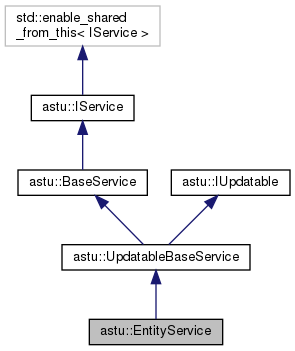 std::enable_shared
_from_this< IService >
astu::IService
astu::BaseService
astu::IUpdatable
astu::UpdatableBaseService
astu::EntityService